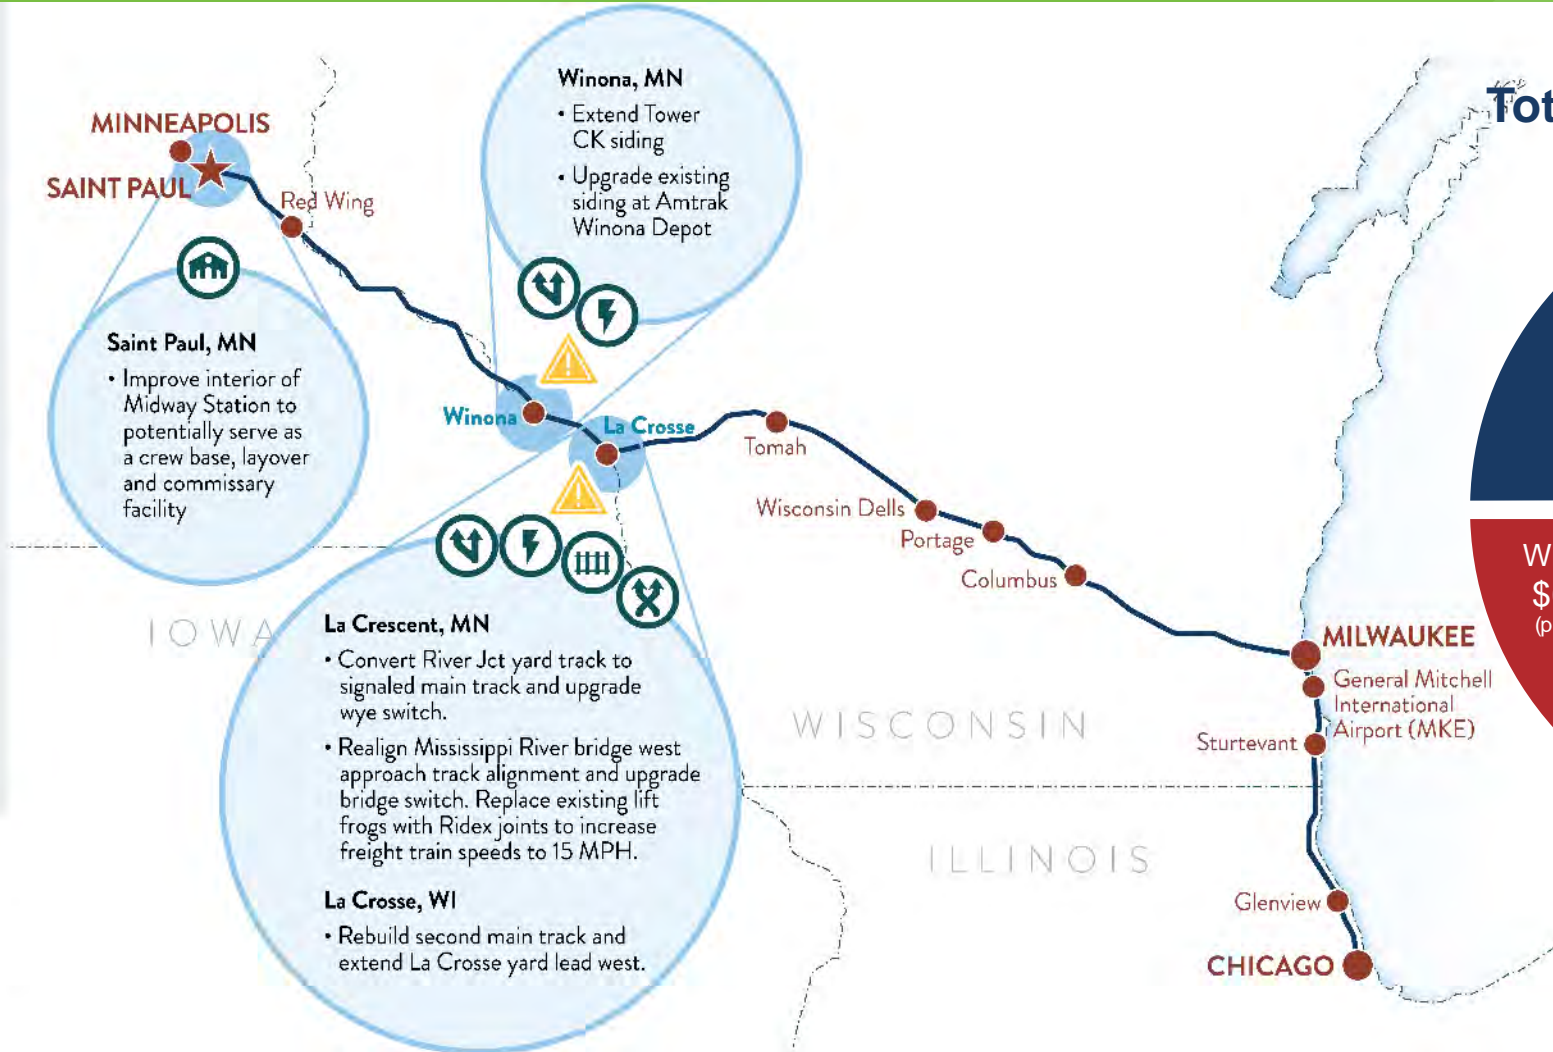 Winona, MN
• Extend Tower
CK siding
• Upgrade existing
siding at Amtrak
Winona Depot
MINNEAPOLIS
SAINT PAUL
Red Wing
Saint Paul, MN
• Improve interior of
Midway Station to
potentially serve as
a crew base, layover
and commissary
facility
Winona
La Crosse
Tomah
Wisconsin Dells
Portage
Columbus
MILWAUKEE
General Mitchell
International
Airport (MKE)
Sturtevant
Glenview
CHICAGO
IOWA
WISCONSIN
ILLINOIS
La Crescent, MN
• Convert River Jct yard track to
signaled main track and upgrade
wye switch.
• Realign Mississippi River bridge west
approach track alignment and upgrade
bridge switch. Replace existing lift
frogs with Ridex joints to increase
freight train speeds to 15 MPH.
La Crosse, WI
• Rebuild second main track and
extend La Crosse yard lead west.
Tot
W
$
(p